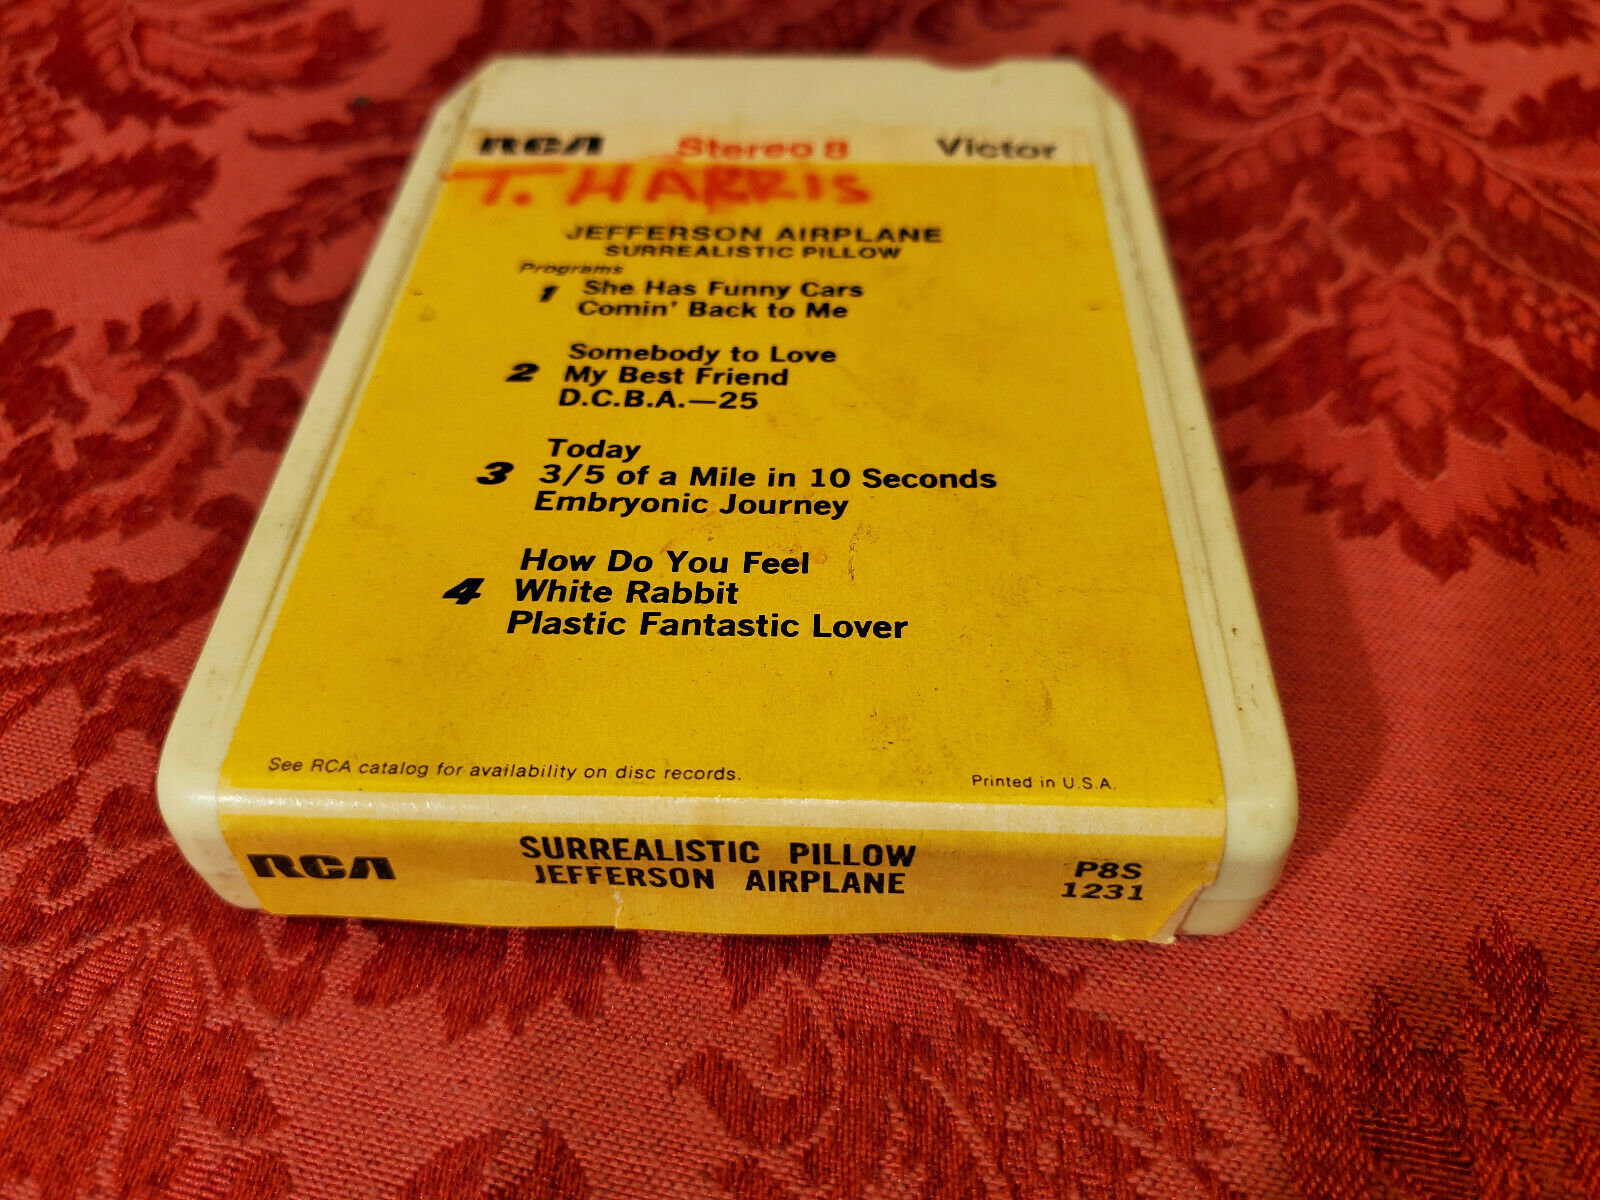 RCA Stereo 8 Victor
T. HARRIS
JEFFERSON AIRPLANE
SURREALISTIC PILLOW
Programs
1 She Has Funny Cars
Comin' Back to Me
Somebody to Love
2 My Best Friend
D.C.B.A.—25
Today
3 3/5 of a Mile in 10 Seconds
Embryonic Journey
How Do You Feel
4 White Rabbit
Plastic Fantastic Lover
See RCA catalog for availability on disc records. Printed in U.S.A.
RCA SURREALISTIC PILLOW P8S
JEFFERSON AIRPLANE 1231